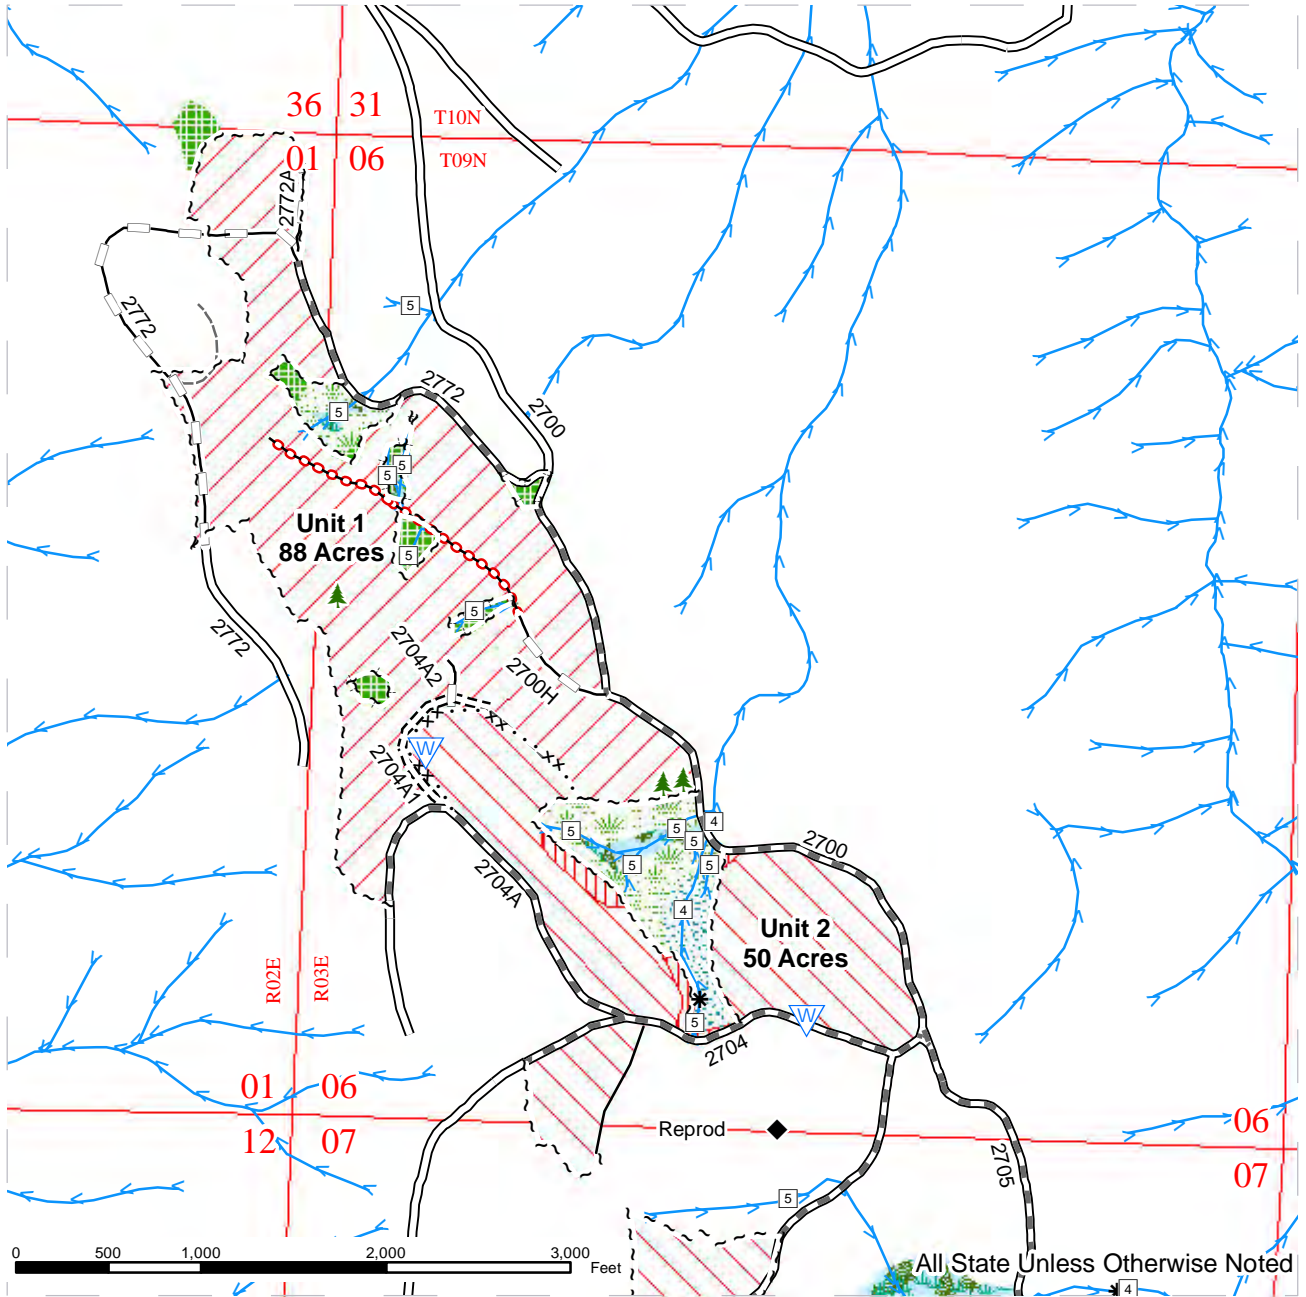 36 31
T10N
01 06
T09N
2772A
5
2772
2772
2700
5
5
5
Unit 1
88 Acres
5
5
2772
2704A2
2700H
W
2704A1
4
5
5
5
2700
5
5
2704A
4
Unit 2
50 Acres
R02E
R03E
W
5
2704
01 06
Reprod
06
12 07
2705
07
5
0 500 1,000 2,000 3,000
Feet
All State Unless Otherwise Noted
4